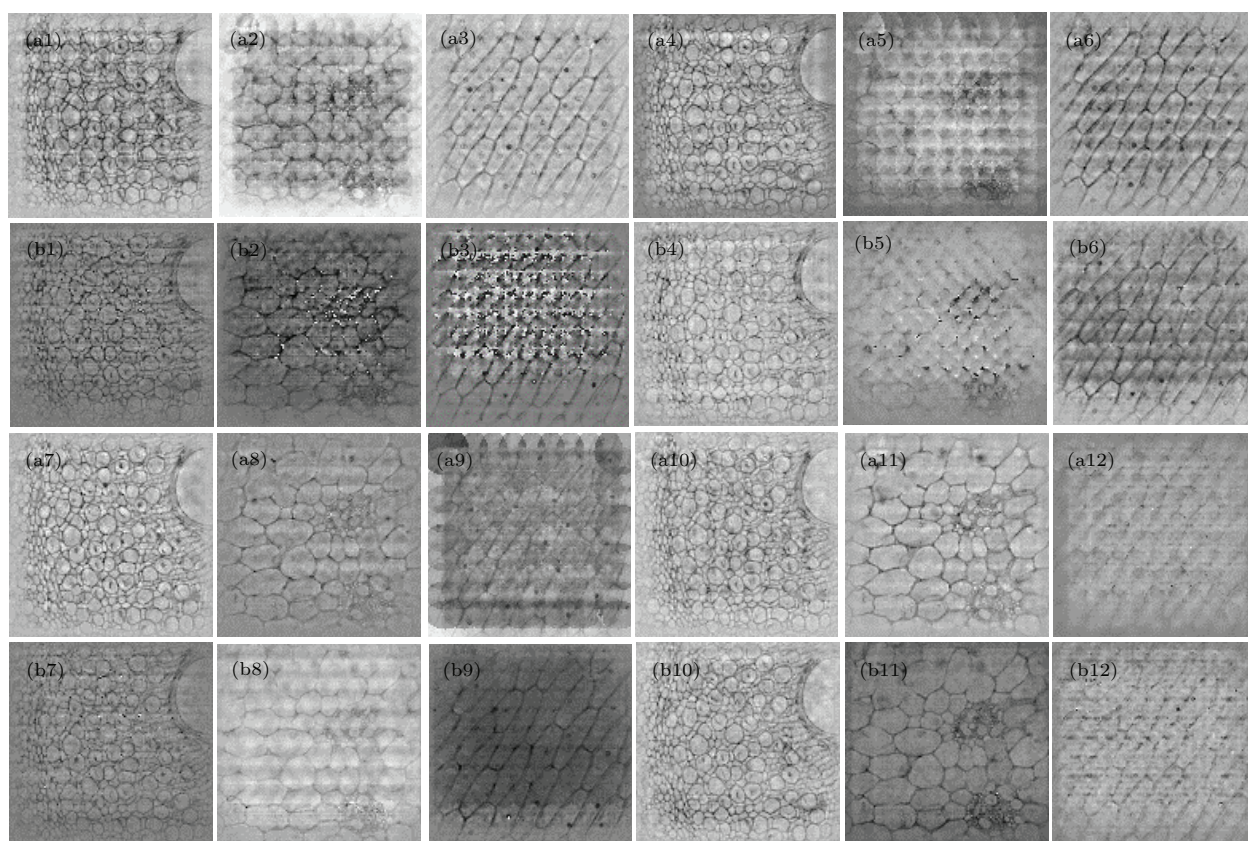 (a1) (a2) (a3) (a4) (a5) (a6)
(b1) (b2) (b3) (b4) (b5) (b6)
(a7) (a8) (a9) (a10) (a11) (a12)
(b7) (b8) (b9) (b10) (b11) (b12)